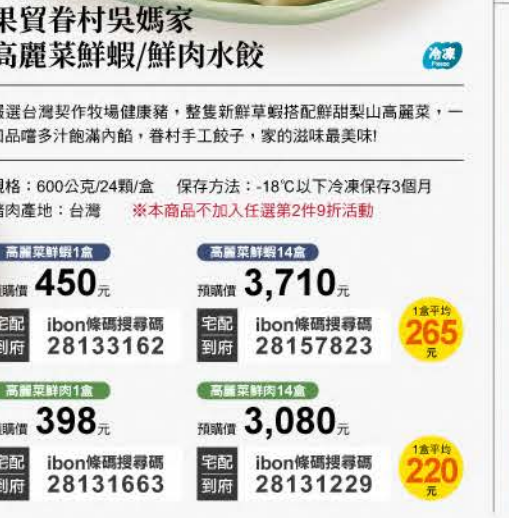 果貿眷村吳媽家
高麗菜鮮蝦/鮮肉水餃
冷凍
Freeze
嚴選台灣契作牧場健康豬,整隻新鮮草蝦搭配鮮甜梨山高麗菜,一
口品嚐多汁飽滿內餡,眷村手工餃子,家的滋味最美味!
規格:600公克/24顆/盒 保存方法:-18℃以下冷凍保存3個月
豬肉產地:台灣 ※本商品不加入任選第2件9折活動
高麗菜鮮蝦1盒
預購價 450元
宅配到府 ibon條碼搜尋碼
28133162
高麗菜鮮蝦14盒
預購價 3,710元
宅配到府 ibon條碼搜尋碼
28157823
1盒平均
265
元
高麗菜鮮肉1盒
預購價 398元
宅配到府 ibon條碼搜尋碼
28131663
高麗菜鮮肉14盒
預購價 3,080元
宅配到府 ibon條碼搜尋碼
28131229
1盒平均
220
元